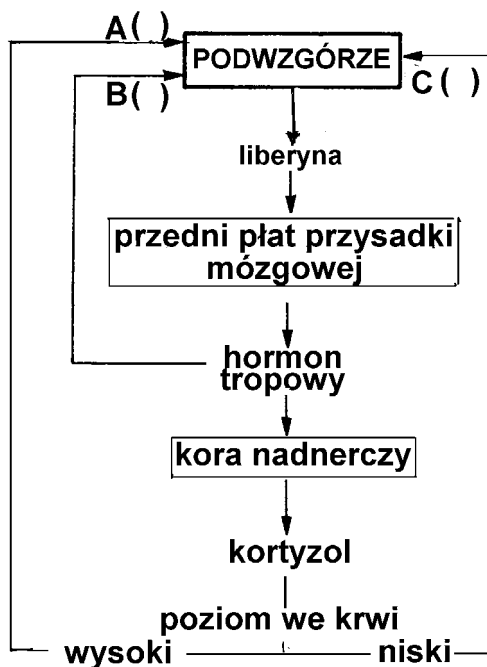 A( )
PODWZGÓRZE
B( )
C( )
liberyna
przedni płat przysadki
mózgowej
hormon
tropowy
kora nadnerczy
kortyzol
poziom we krwi
wysoki
niski